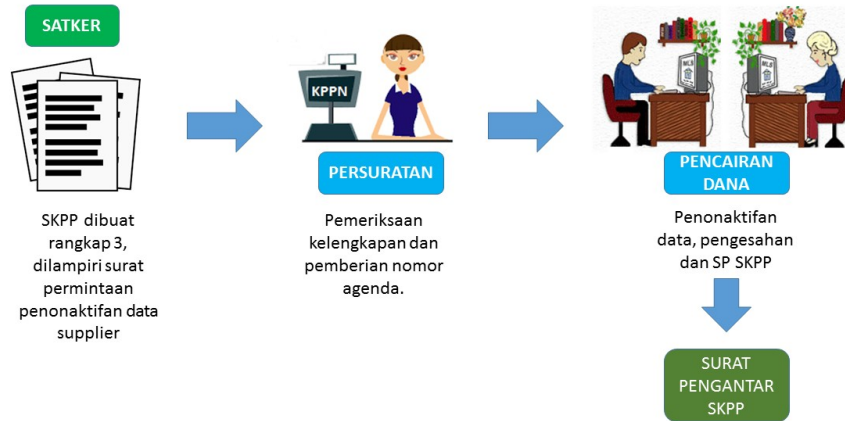 SATKER
KPPN
PERSURATAN
PENCAIRAN
DANA
SKPP dibuat
rangkap 3,
dilampiri surat
permintaan
penonaktifan data
supplier
Pemeriksaan
kelengkapan dan
pemberian nomor
agenda.
Penonaktifan
data, pengesahan
dan SP SKPP
SURAT
PENGANTAR
SKPP